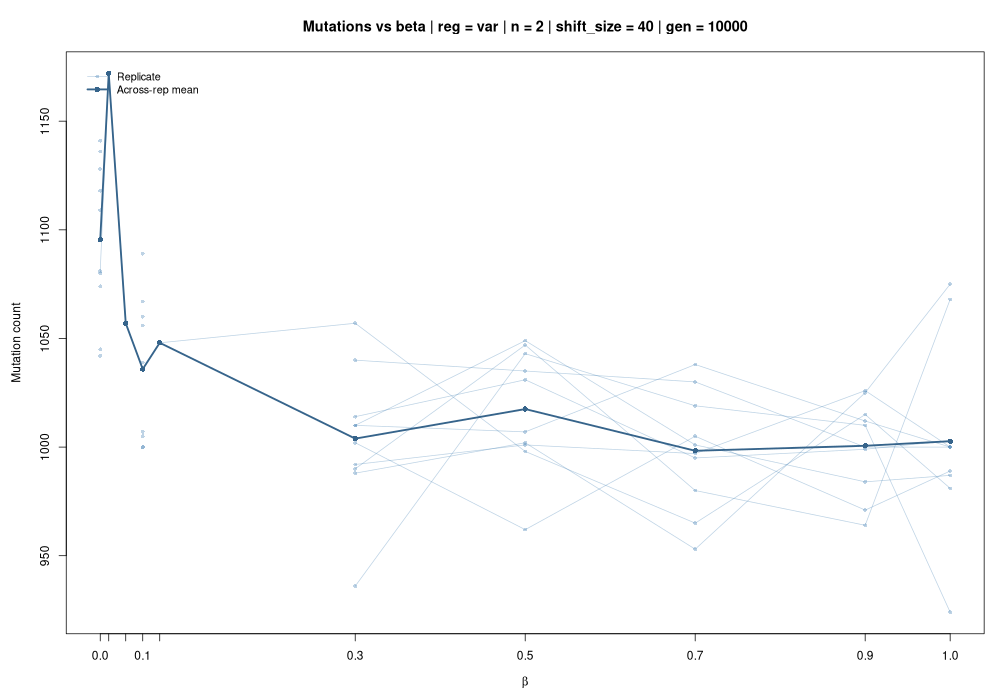 Mutations vs beta | reg = var | n = 2 | shift_size = 40 | gen = 10000
Replicate
Across-rep mean
Mutation count
1150
1100
1050
1000
950
0.0 0.1 0.3 0.5 0.7 0.9 1.0
β